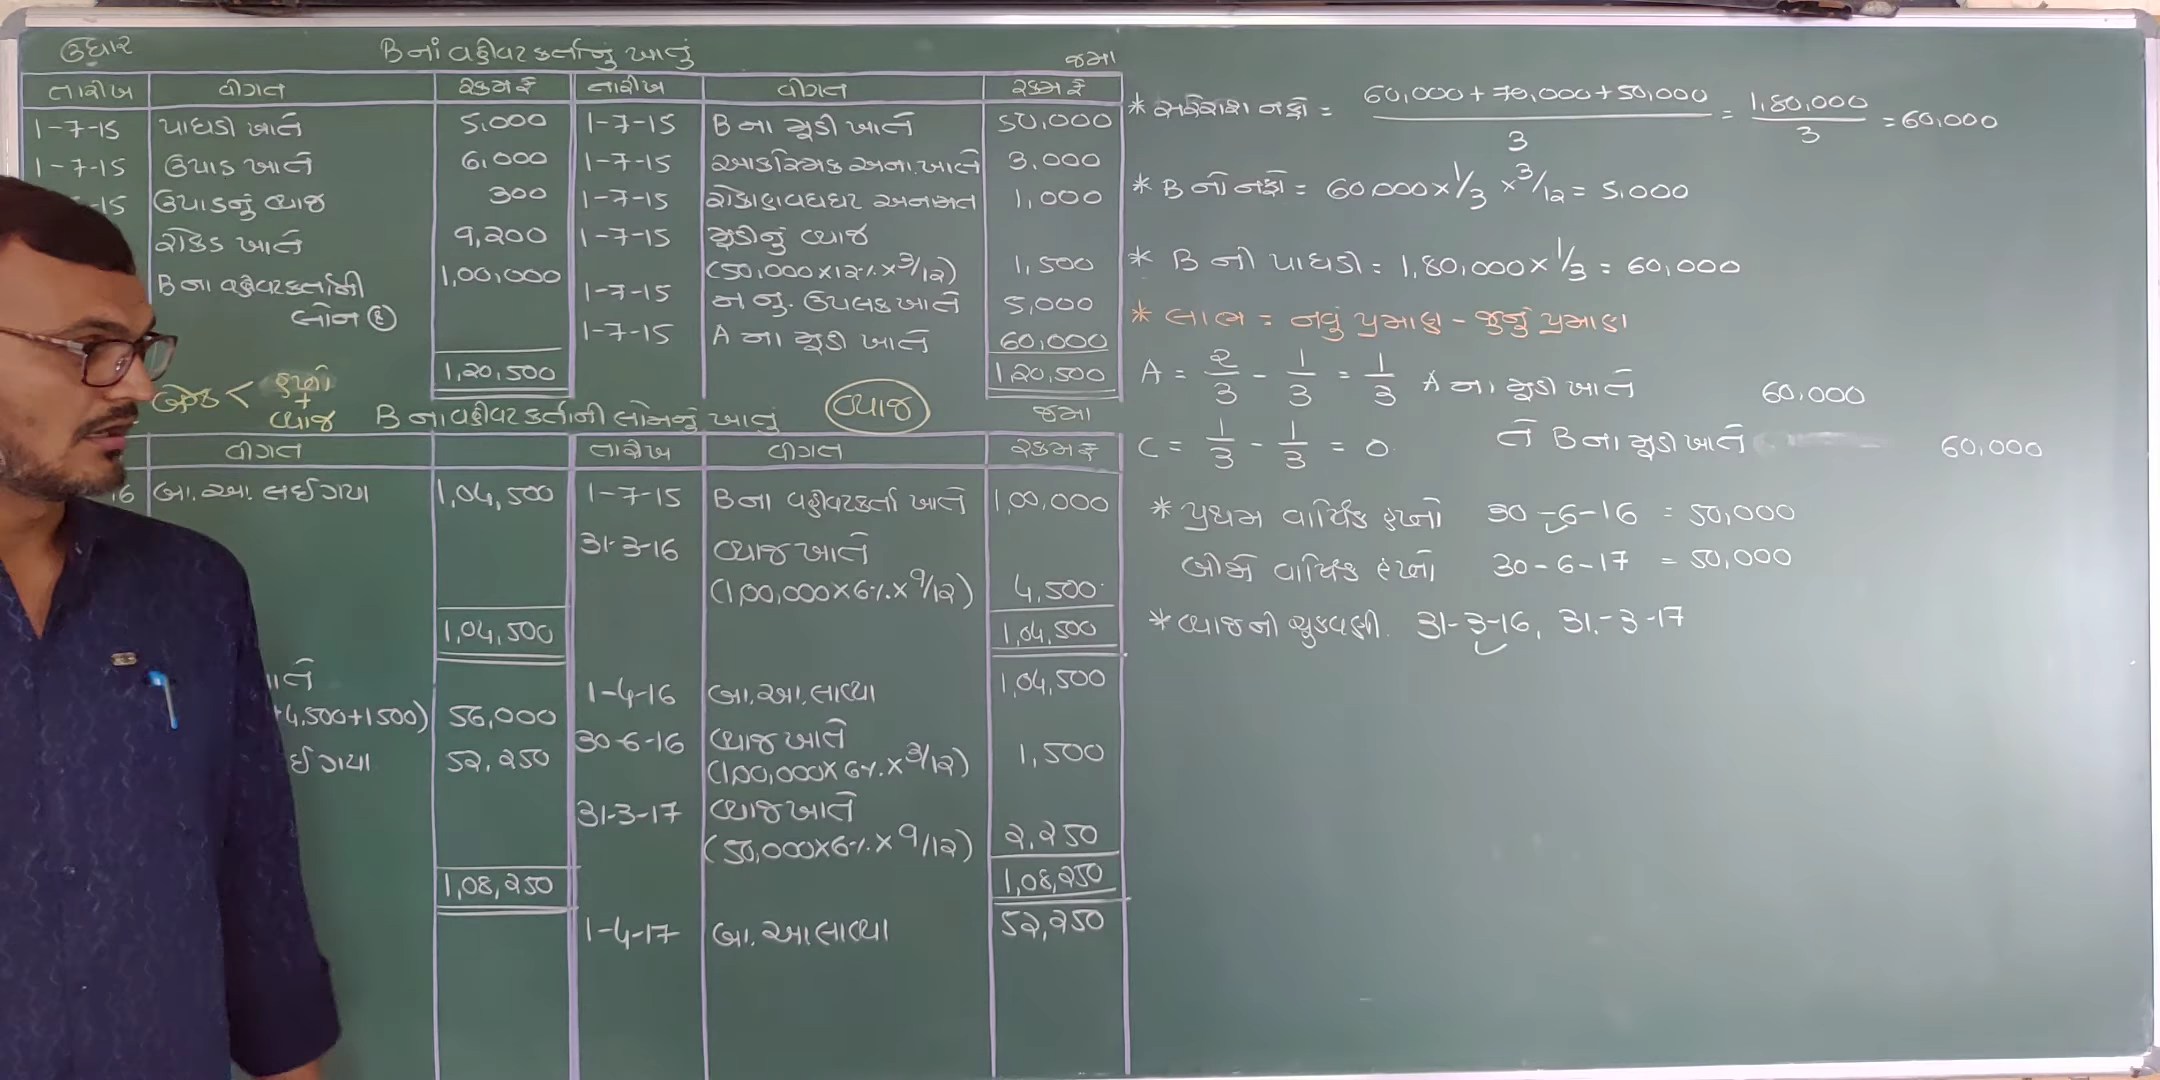 ઉધાર B નાં વહીવટકર્તાનું ખાતું જમા
તારીખ વીગત રકમ ₹ તારીખ વીગત રકમ ₹
1-7-15 પાઘડી ખાતે 5,000 1-7-15 B ના મૂડી ખાતે 50,000
1-7-15 ઉપાડ ખાતે 6,000 1-7-15 આકસ્મિક અના. ખાતે 3,000
-15 ઉપાડનું વ્યાજ 300 1-7-15 રોકાણ વધઘટ અનામત 1,000
રોકડ ખાતે 9,200 1-7-15 મૂડીનું વ્યાજ
B ના વહીવટકર્તાની 1,00,000 (50,000×12%×3/12) 1,500
લોન 1-7-15 ન.નુ. ઉપલક ખાતે 5,000
1-7-15 A ના મૂડી ખાતે 60,000
1,20,500 1,20,500
< હપ્તો
+
વ્યાજ
B ના વહીવટકર્તાની લોનનું ખાતું વ્યાજ જમા
વીગત તારીખ વીગત રકમ ₹
16 બા.આ. લઈ ગયા 1,04,500 1-7-15 B ના વહીવટકર્તા ખાતે 1,00,000
31-3-16 વ્યાજ ખાતે
(1,00,000×6%×9/12) 4,500
1,04,500 1,04,500
ાતે 1-4-16 બા.આ. લાવ્યા 1,04,500
+4,500+1500) 56,000 30-6-16 વ્યાજ ખાતે
(1,00,000×6%×3/12) 1,500
ઈ ગયા 52,250
31-3-17 વ્યાજ ખાતે
(50,000×6%×9/12) 2,250
1,08,250 1,08,250
1-4-17 બા.આ લાવ્યા 52,250
* સરેરાશ નફો = 60,000+70,000+50,000 / 3 = 1,80,000 / 3 = 60,000
* B નો નફો = 60,000×1/3 ×3/12 = 5,000
* B ની પાઘડી = 1,80,000×1/3 = 60,000
* લાભ = નવું પ્રમાણ - જુનું પ્રમાણ
A = 2/3 - 1/3 = 1/3 A ના મૂડી ખાતે 60,000
C = 1/3 - 1/3 = 0 તે B ના મૂડી ખાતે 60,000
* પ્રથમ વાર્ષિક હપ્તો 30-6-16 = 50,000
બીજો વાર્ષિક હપ્તો 30-6-17 = 50,000
* વ્યાજની ચુકવણી. 31-3-16, 31-3-17